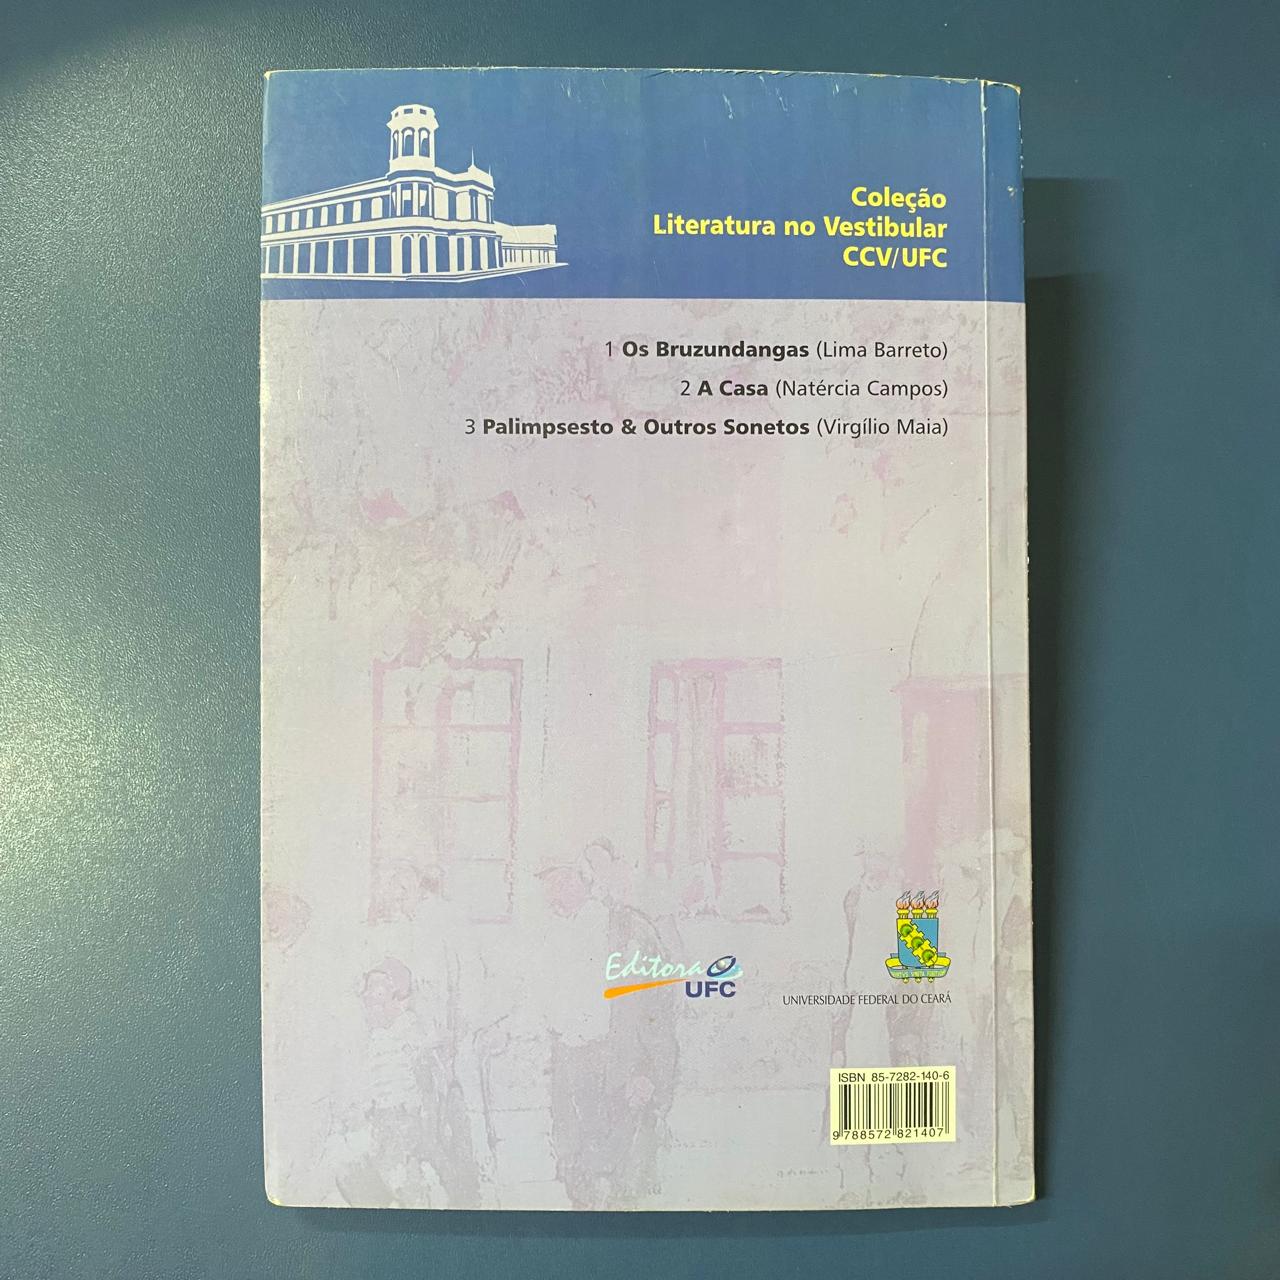 Coleção
Literatura no Vestibular
CCV/UFC
1 Os Bruzundangas (Lima Barreto)
2 A Casa (Natércia Campos)
3 Palimpsesto & Outros Sonetos (Virgílio Maia)
Editora
UFC
UNIVERSIDADE FEDERAL DO CEARÁ
ISBN 85-7282-140-6
9 788572 821407